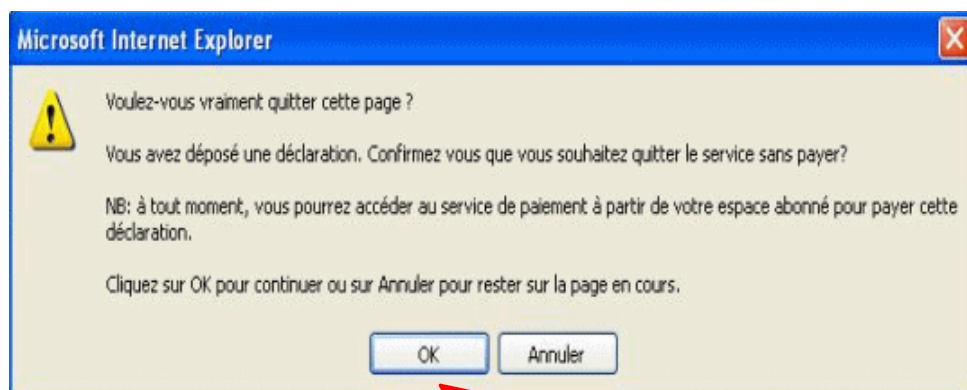 Microsoft Internet Explorer
Voulez-vous vraiment quitter cette page ?
Vous avez déposé une déclaration. Confirmez vous que vous souhaitez quitter le service sans payer?
NB: à tout moment, vous pourrez accéder au service de paiement à partir de votre espace abonné pour payer cette
déclaration.
Cliquez sur OK pour continuer ou sur Annuler pour rester sur la page en cours.
OK
Annuler